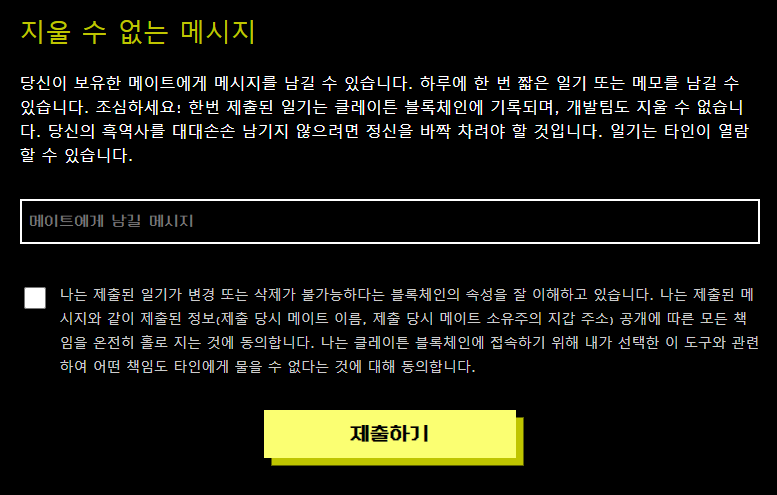 지울 수 없는 메시지
당신이 보유한 메이트에게 메시지를 남길 수 있습니다. 하루에 한 번 짧은 일기 또는 메모를 남길 수
있습니다. 조심하세요! 한번 제출된 일기는 클레이튼 블록체인에 기록되며, 개발팀도 지울 수 없습니
다. 당신의 흑역사를 대대손손 남기지 않으려면 정신을 바짝 차려야 할 것입니다. 일기는 타인이 열람
할 수 있습니다.
메이트에게 남길 메시지
나는 제출된 일기가 변경 또는 삭제가 불가능하다는 블록체인의 속성을 잘 이해하고 있습니다. 나는 제출된 메
시지와 같이 제출된 정보(제출 당시 메이트 이름, 제출 당시 메이트 소유주의 지갑 주소) 공개에 따른 모든 책
임을 온전히 홀로 지는 것에 동의합니다. 나는 클레이튼 블록체인에 접속하기 위해 내가 선택한 이 도구와 관련
하여 어떤 책임도 타인에게 물을 수 없다는 것에 대해 동의합니다.
제출하기